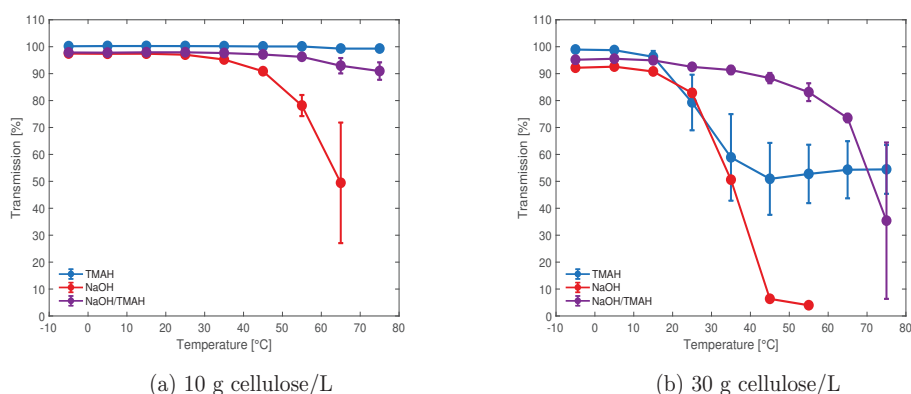 110
100
90
80
70
60
50
40
30
20
10
0
Transmission [%]
TMAH
NaOH
NaOH/TMAH
-10 0 10 20 30 40 50 60 70 80
Temperature [°C]
(a) 10 g cellulose/L
110
100
90
80
70
60
50
40
30
20
10
0
Transmission [%]
TMAH
NaOH
NaOH/TMAH
-10 0 10 20 30 40 50 60 70 80
Temperature [°C]
(b) 30 g cellulose/L